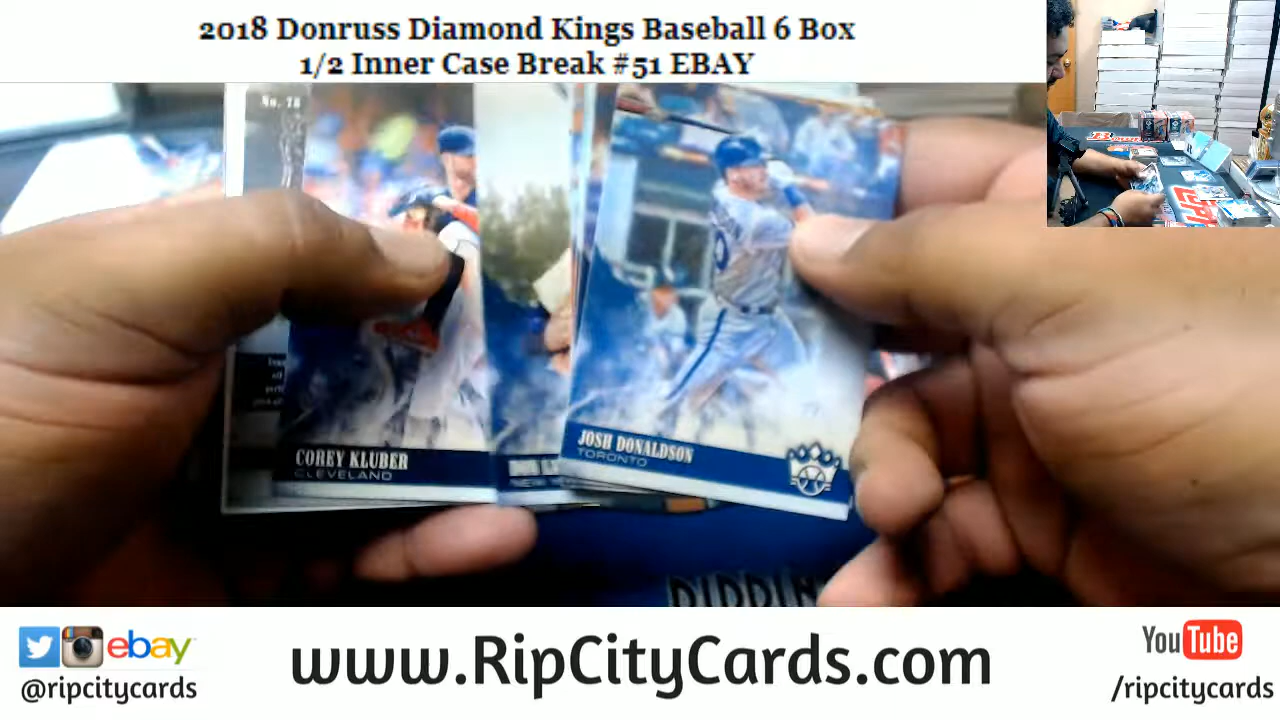 2018 Donruss Diamond Kings Baseball 6 Box
1/2 Inner Case Break #51 EBAY
No. 78
COREY KLUBER
CLEVELAND
JOSH DONALDSON
TORONTO
ebay
@ripcitycards
www.RipCityCards.com
YouTube
/ripcitycards